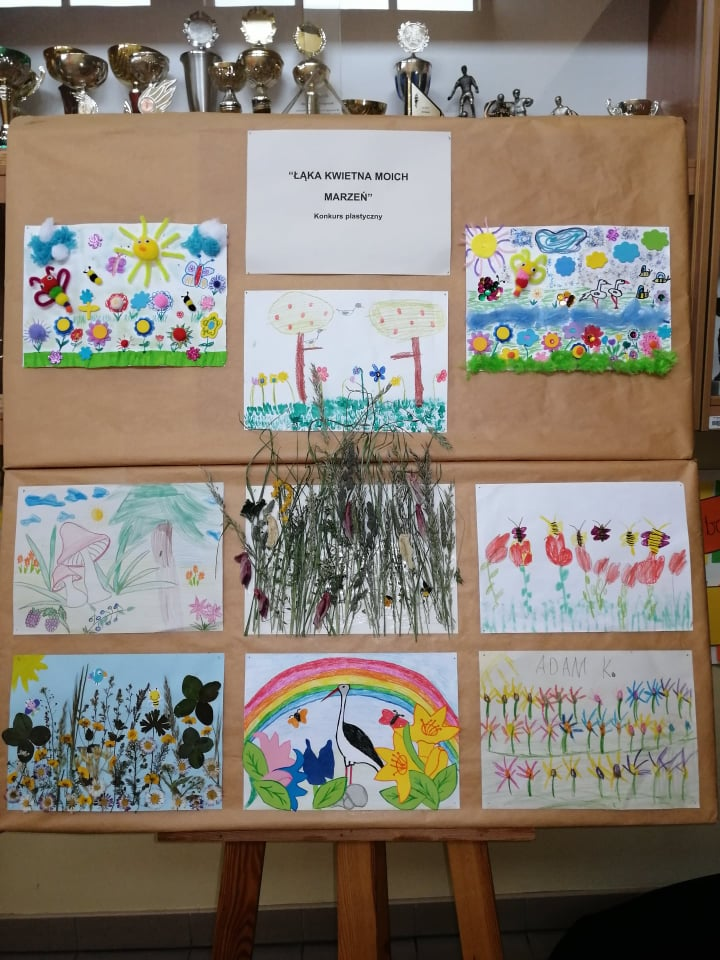 “ŁĄKA KWIETNA MOICH
MARZEŃ”
Konkurs plastyczny
ADAM K.